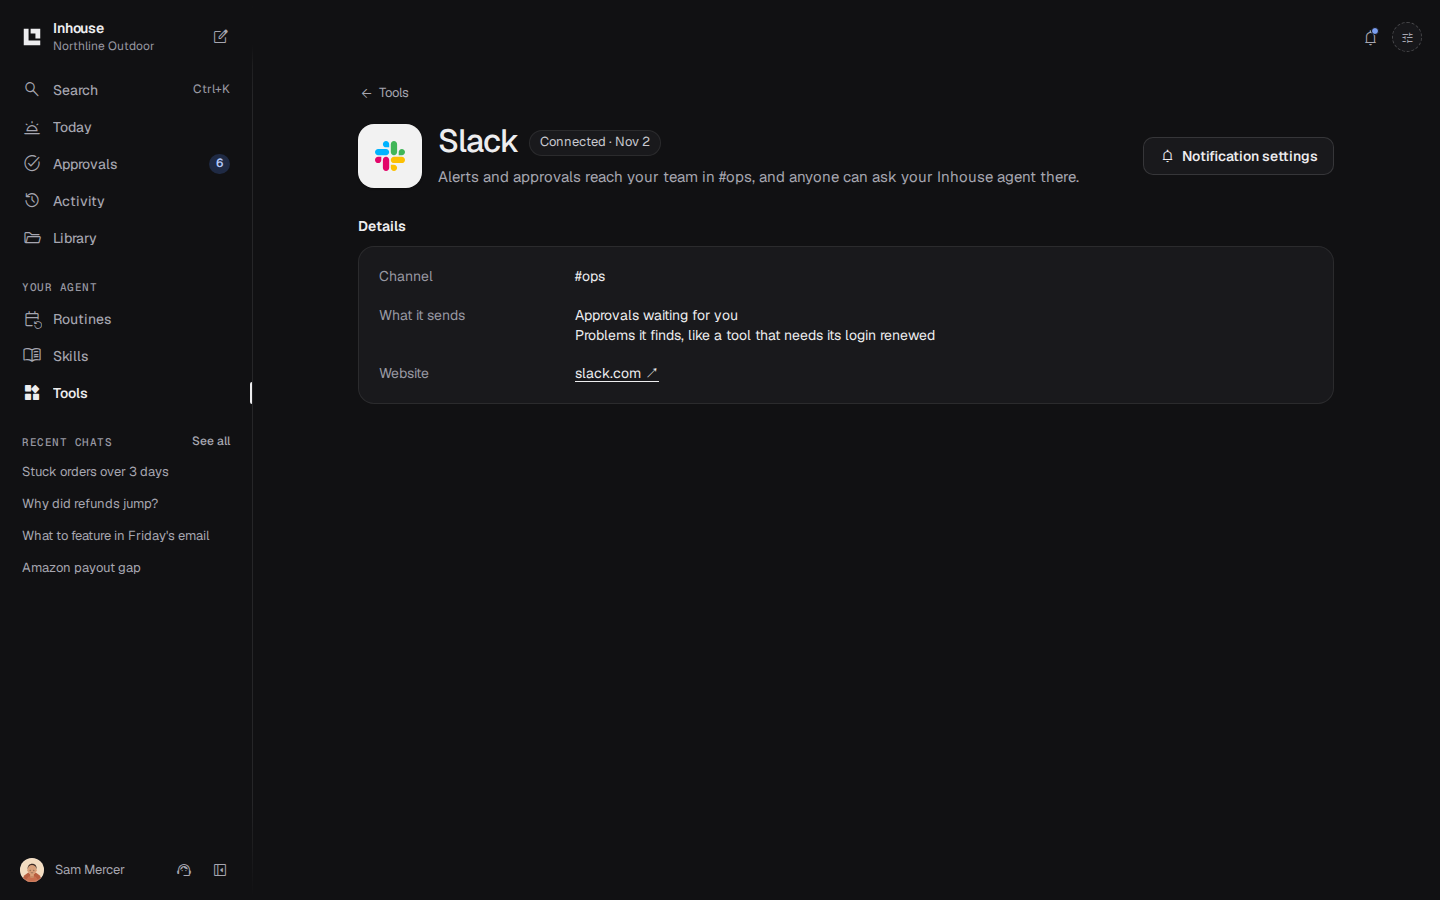 Inhouse
Northline Outdoor
Search Ctrl+K
Today
Approvals 6
Activity
Library
YOUR AGENT
Routines
Skills
Tools
RECENT CHATS See all
Stuck orders over 3 days
Why did refunds jump?
What to feature in Friday's email
Amazon payout gap
Sam Mercer
← Tools
Slack Connected · Nov 2
Alerts and approvals reach your team in #ops, and anyone can ask your Inhouse agent there.
Notification settings
Details
Channel #ops
What it sends Approvals waiting for you
Problems it finds, like a tool that needs its login renewed
Website slack.com ↗